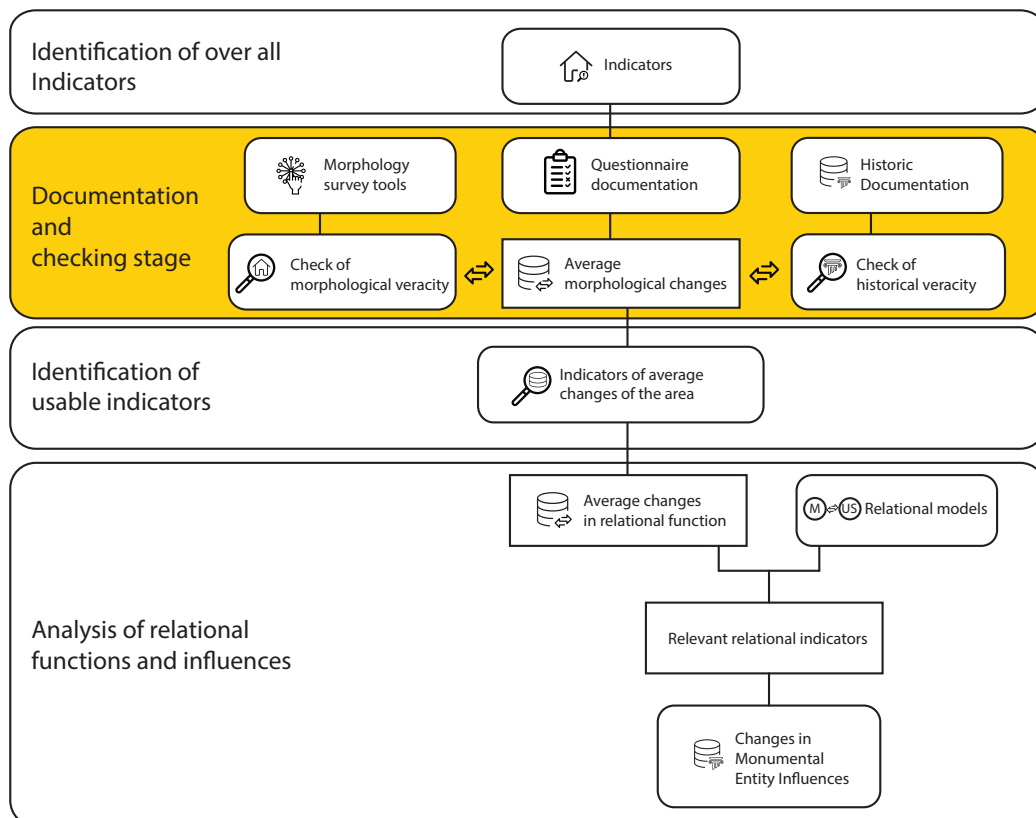 Identification of over all
Indicators
Indicators
Documentation
and
checking stage
Morphology
survey tools
Questionnaire
documentation
Historic
Documentation
Check of
morphological veracity
Average
morphological changes
Check of
historical veracity
Identification of
usable indicators
Indicators of average
changes of the area
Analysis of relational
functions and influences
Average changes
in relational function
M US Relational models
Relevant relational indicators
Changes in
Monumental
Entity Influences